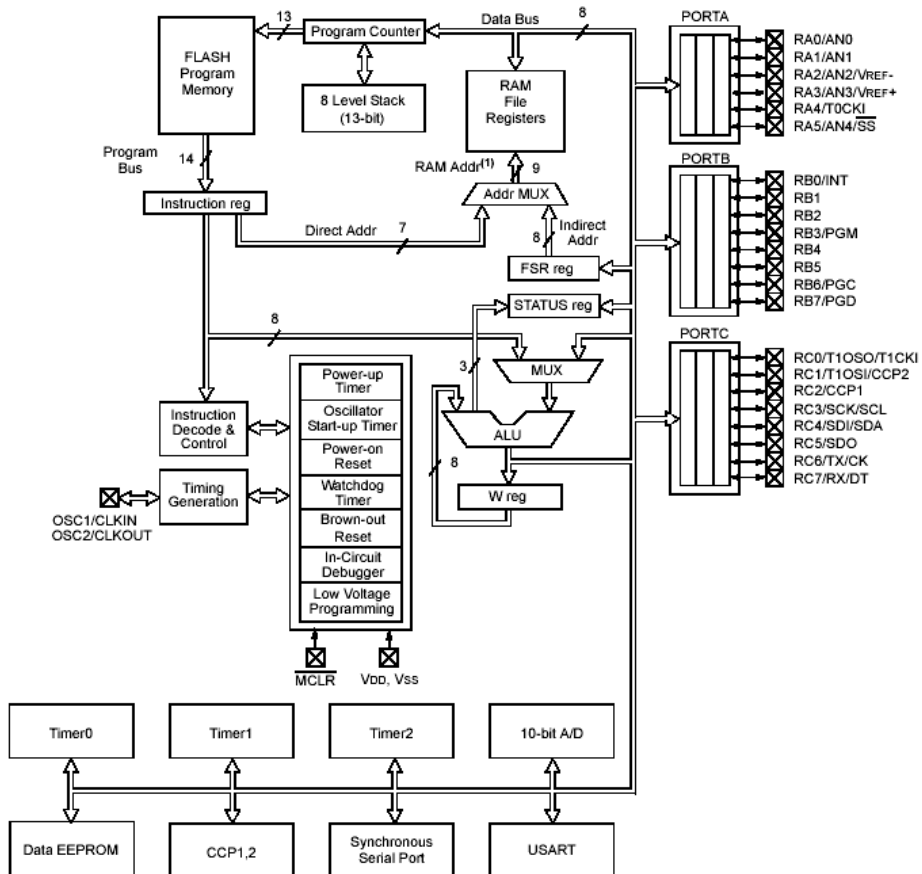 FLASH
Program
Memory
13
Program Counter
Data Bus
8
8 Level Stack
(13-bit)
RAM
File
Registers
Program
Bus
14
RAM Addr(1)
9
Instruction reg
Addr MUX
Direct Addr
7
8
Indirect
Addr
FSR reg
STATUS reg
8
3
MUX
ALU
8
W reg
Instruction
Decode &
Control
Timing
Generation
OSC1/CLKIN
OSC2/CLKOUT
Power-up
Timer
Oscillator
Start-up Timer
Power-on
Reset
Watchdog
Timer
Brown-out
Reset
In-Circuit
Debugger
Low Voltage
Programming
MCLR
VDD, VSS
PORTA
RA0/AN0
RA1/AN1
RA2/AN2/VREF-
RA3/AN3/VREF+
RA4/T0CKI
RA5/AN4/SS
PORTB
RB0/INT
RB1
RB2
RB3/PGM
RB4
RB5
RB6/PGC
RB7/PGD
PORTC
RC0/T1OSO/T1CKI
RC1/T1OSI/CCP2
RC2/CCP1
RC3/SCK/SCL
RC4/SDI/SDA
RC5/SDO
RC6/TX/CK
RC7/RX/DT
Timer0
Timer1
Timer2
10-bit A/D
Data EEPROM
CCP1,2
Synchronous
Serial Port
USART